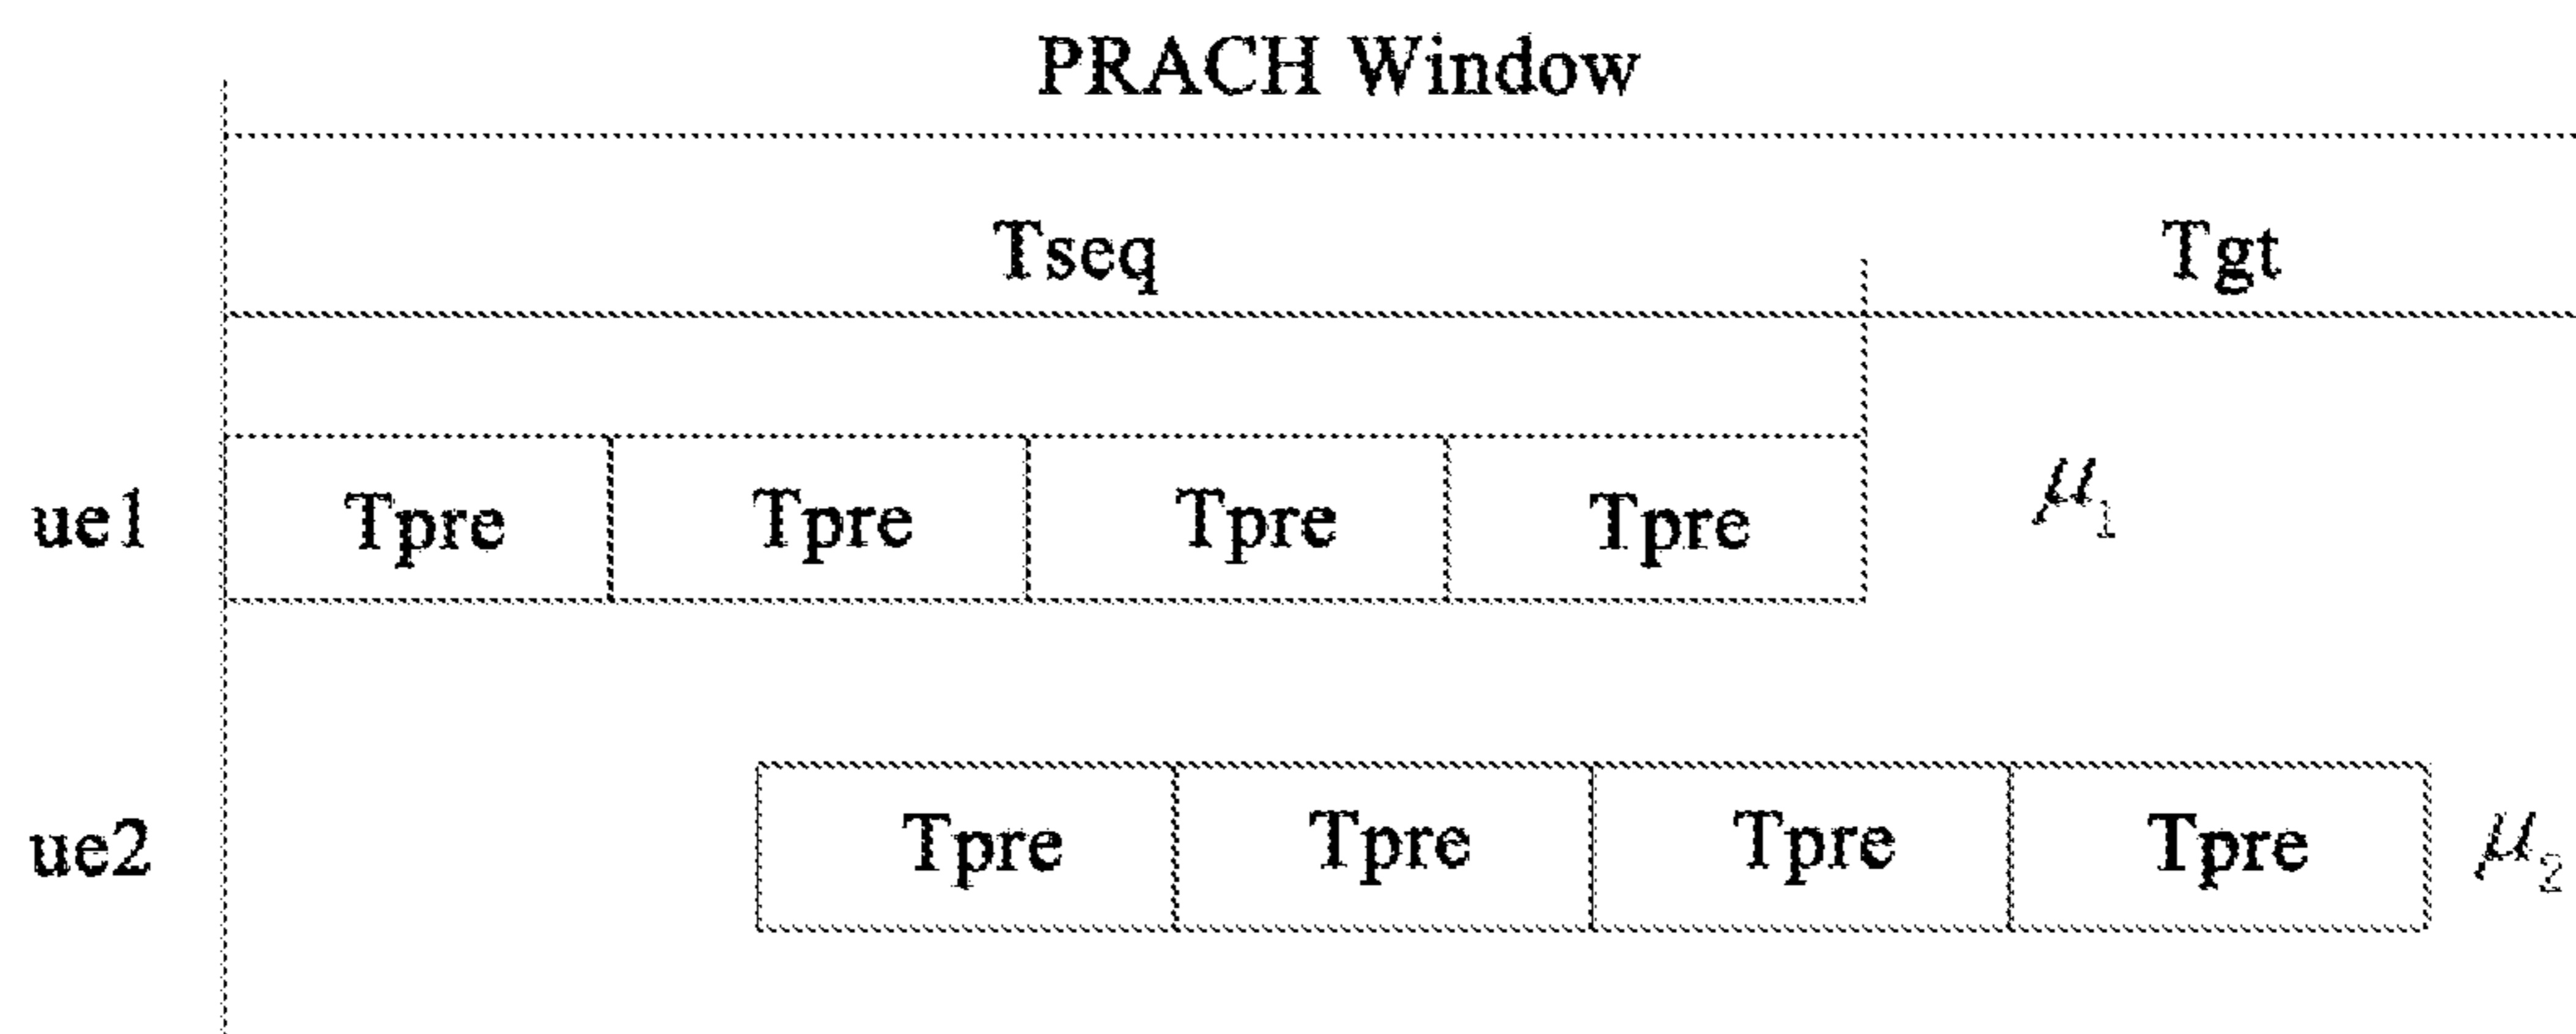 PRACH Window
Tseq Tgt
ue1 Tpre Tpre Tpre Tpre μ₁
ue2 Tpre Tpre Tpre Tpre μ₂